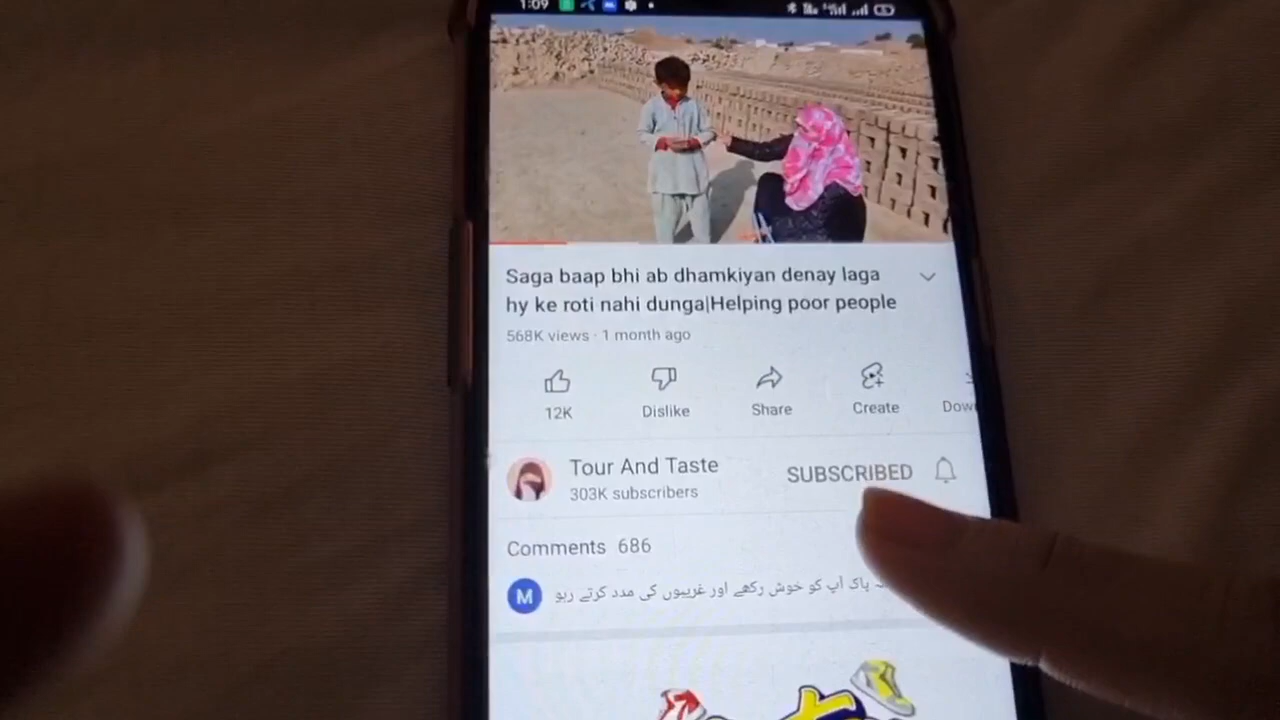 1:09
Saga baap bhi ab dhamkiyan denay laga
hy ke roti nahi dunga|Helping poor people
568K views · 1 month ago
12K
Dislike
Share
Create
Dow
Tour And Taste
303K subscribers
SUBSCRIBED
Comments 686
M
پاک آپ کو خوش رکھے اور غریبوں کی مدد کرتے رہو